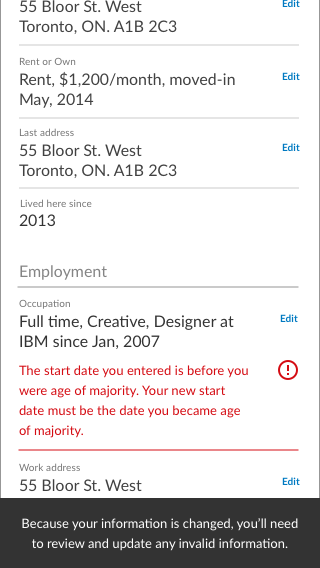 55 Bloor St. West
Edit
Toronto, ON. A1B 2C3
Rent or Own
Rent, $1,200/month, moved-in
Edit
May, 2014
Last address
55 Bloor St. West
Edit
Toronto, ON. A1B 2C3
Lived here since
2013
Employment
Occupation
Full time, Creative, Designer at
Edit
IBM since Jan, 2007
The start date you entered is before you
were age of majority. Your new start
date must be the date you became age
of majority.
Work address
55 Bloor St. West
Edit
Because your information is changed, you’ll need
to review and update any invalid information.